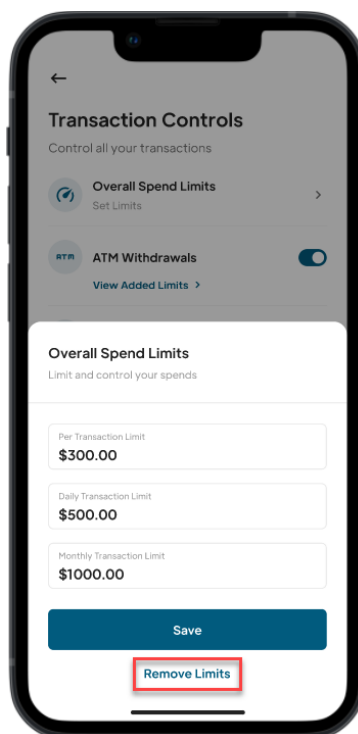 Transaction Controls
Control all your transactions
Overall Spend Limits
Set Limits
ATM
ATM Withdrawals
View Added Limits >
Overall Spend Limits
Limit and control your spends
Per Transaction Limit
$300.00
Daily Transaction Limit
$500.00
Monthly Transaction Limit
$1000.00
Save
Remove Limits